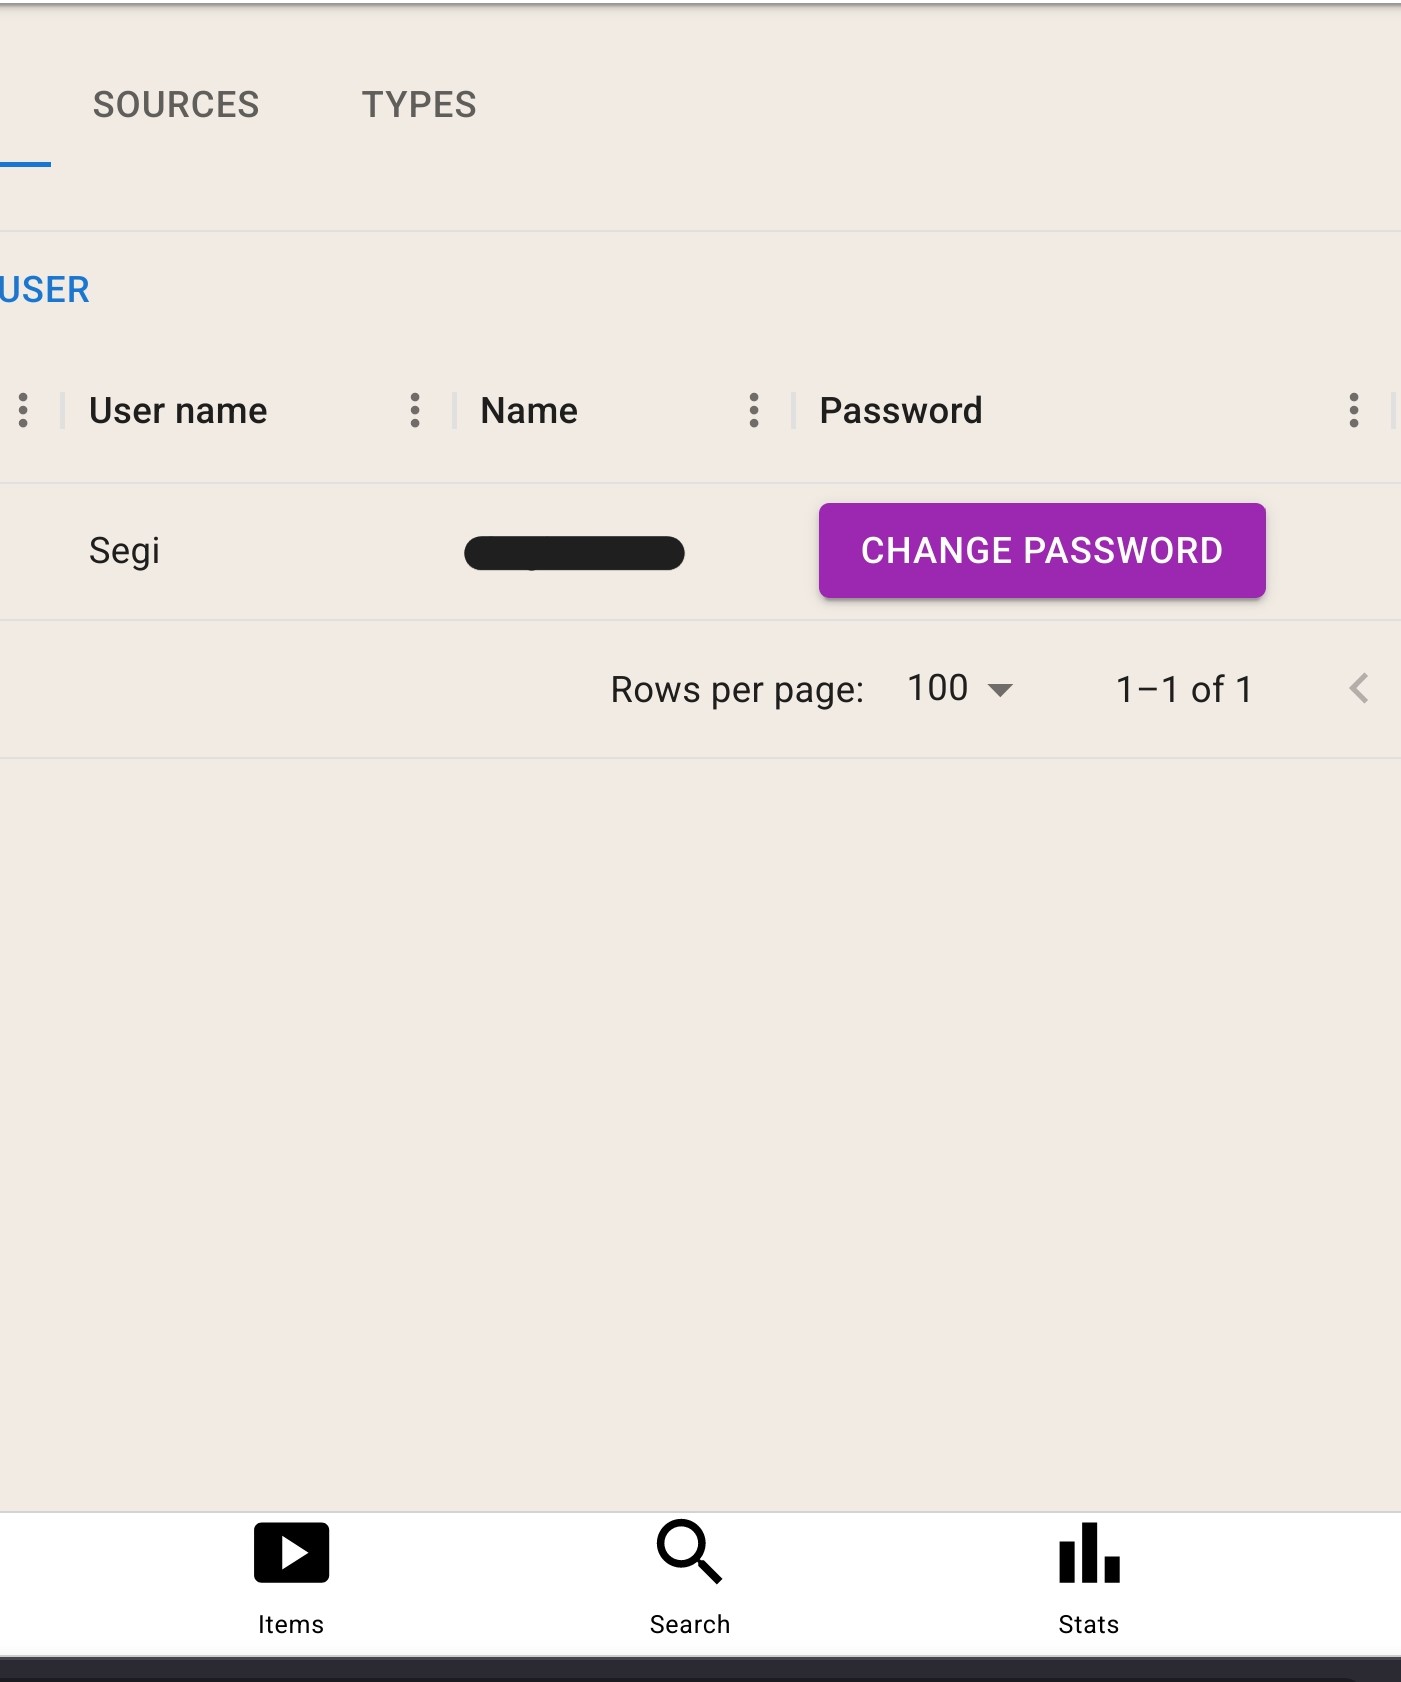 SOURCES TYPES
USER
User name Name Password
Segi CHANGE PASSWORD
Rows per page: 100 1–1 of 1
Items Search Stats